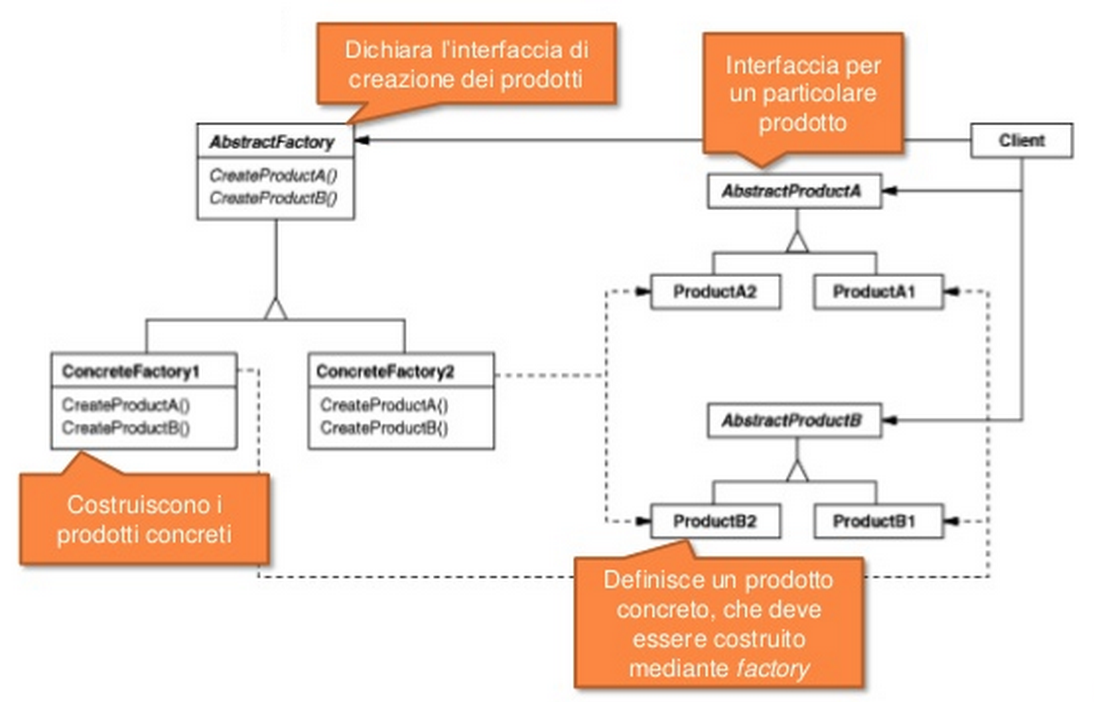 Dichiara l'interfaccia di
creazione dei prodotti
Interfaccia per
un particolare
prodotto
AbstractFactory
CreateProductA()
CreateProductB()
Client
AbstractProductA
ProductA2
ProductA1
ConcreteFactory1
CreateProductA()
CreateProductB()
ConcreteFactory2
CreateProductA()
CreateProductB()
AbstractProductB
ProductB2
ProductB1
Costruiscono i
prodotti concreti
Definisce un prodotto
concreto, che deve
essere costruito
mediante factory